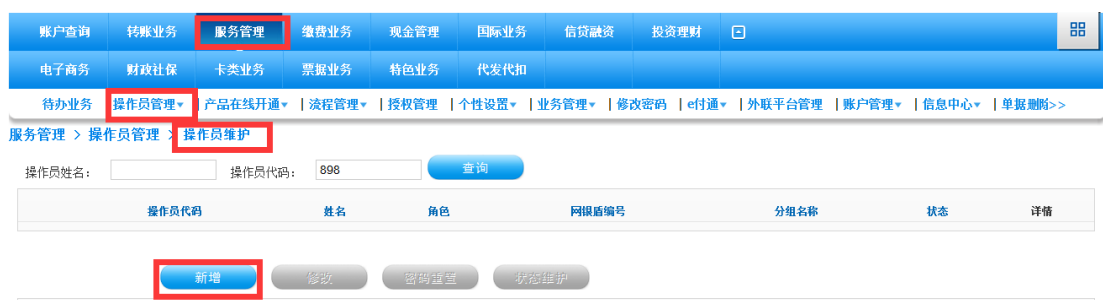 账户查询 转账业务 服务管理 缴费业务 现金管理 国际业务 信贷融资 投资理财
电子商务 财政社保 卡类业务 票据业务 特色业务 代发代扣
待办业务 操作员管理▾ | 产品在线开通▾ | 流程管理▾ | 授权管理 | 个性设置▾ | 业务管理▾ | 修改密码 | e付通▾ | 外联平台管理 | 账户管理▾ | 信息中心▾ | 单据删除>>
服务管理 > 操作员管理 > 操作员维护
操作员姓名： 操作员代码： 898 查询
操作员代码 姓名 角色 网银盾编号 分组名称 状态 详情
新增 修改 密码重置 状态维护